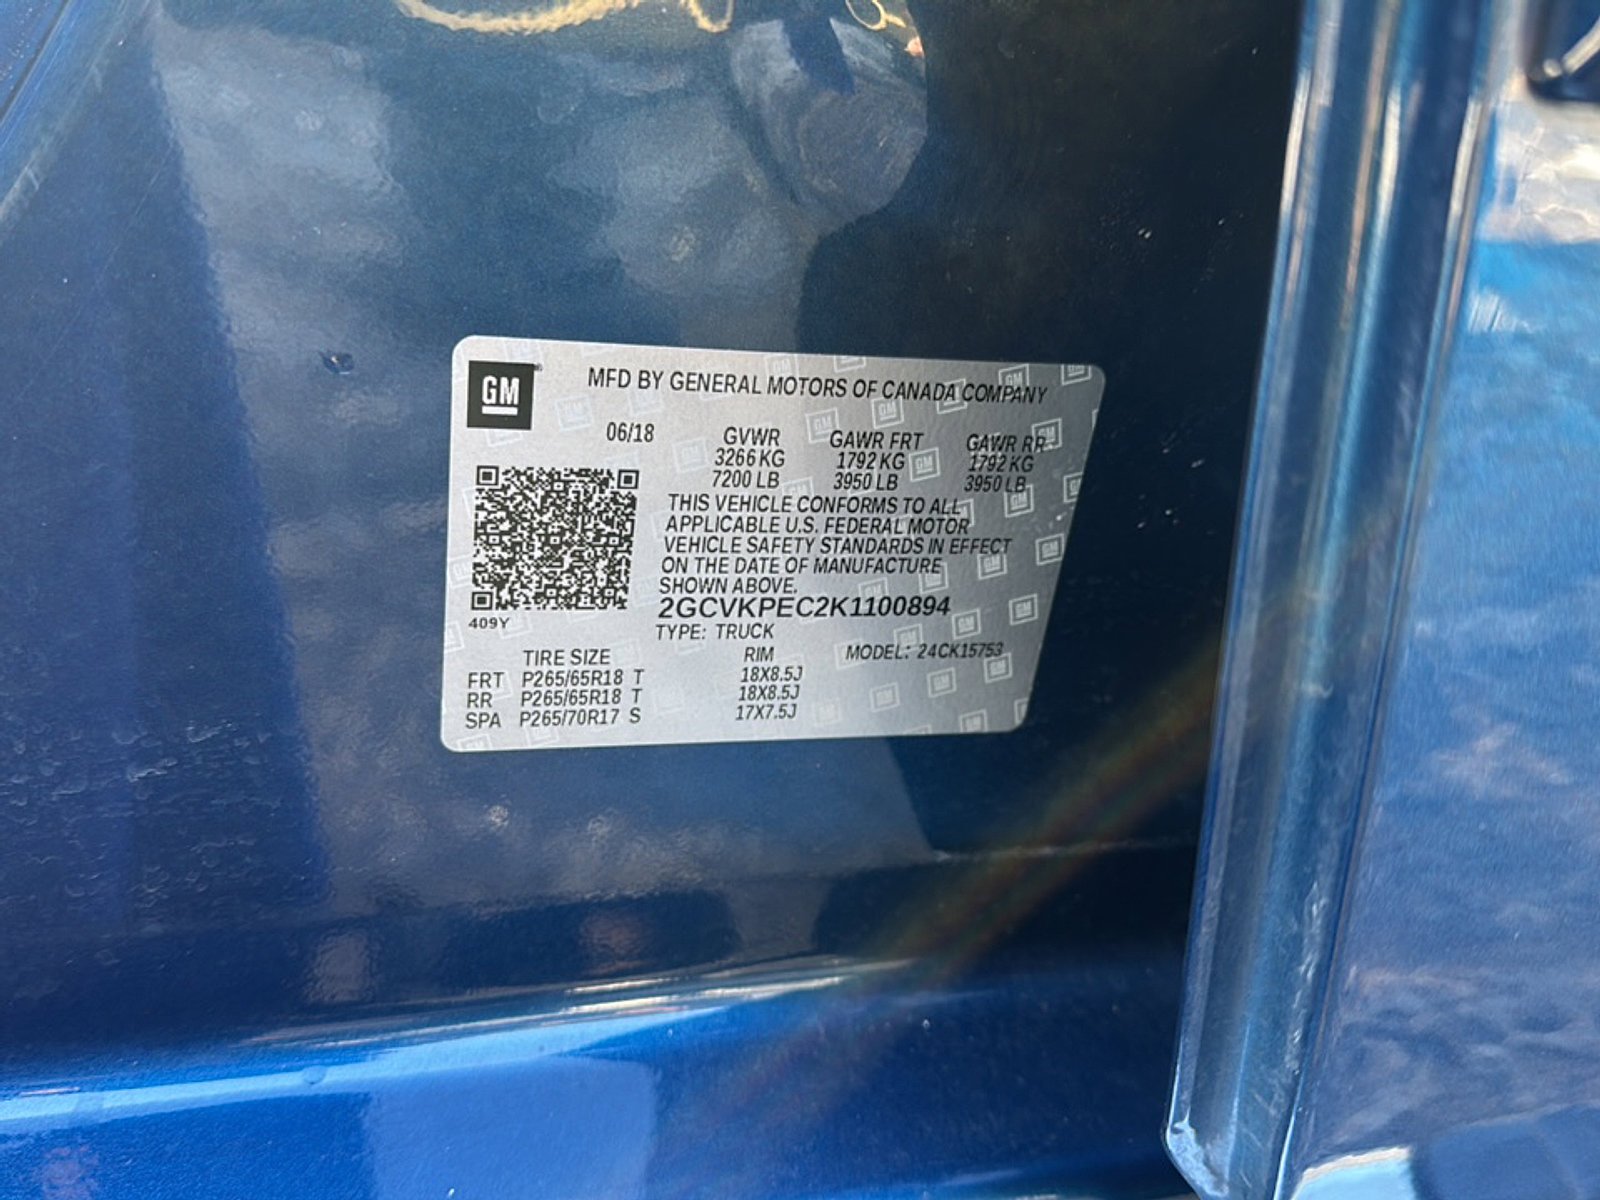 GM
MFD BY GENERAL MOTORS OF CANADA COMPANY
06/18
GVWR GAWR FRT GAWR RR
3266 KG 1792 KG 1792 KG
7200 LB 3950 LB 3950 LB
THIS VEHICLE CONFORMS TO ALL
APPLICABLE U.S. FEDERAL MOTOR
VEHICLE SAFETY STANDARDS IN EFFECT
ON THE DATE OF MANUFACTURE
SHOWN ABOVE.
2GCVKPEC2K1100894
409Y
TYPE: TRUCK
TIRE SIZE RIM MODEL: 24CK15753
FRT P265/65R18 T 18X8.5J
RR P265/65R18 T 18X8.5J
SPA P265/70R17 S 17X7.5J